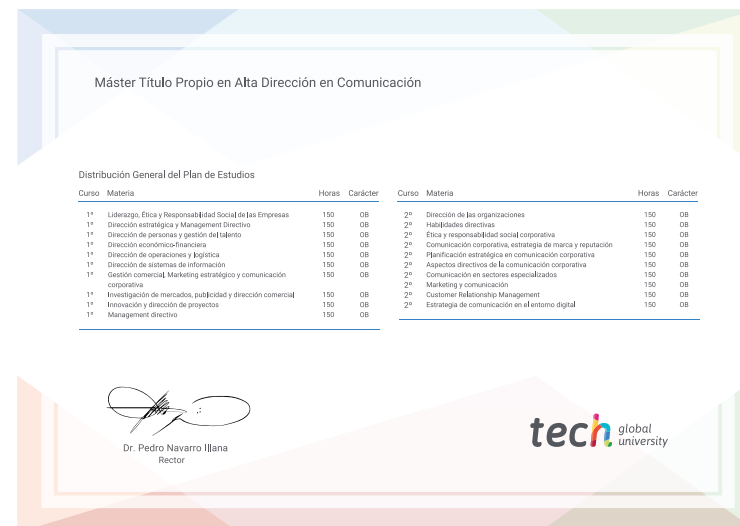 Máster Título Propio en Alta Dirección en Comunicación
Distribución General del Plan de Estudios
Curso Materia Horas Carácter
1º Liderazgo, Ética y Responsabilidad Social de las Empresas 150 OB
1º Dirección estratégica y Management Directivo 150 OB
1º Dirección de personas y gestión del talento 150 OB
1º Dirección económico-financiera 150 OB
1º Dirección de operaciones y logística 150 OB
1º Dirección de sistemas de información 150 OB
1º Gestión comercial, Marketing estratégico y comunicación 150 OB
corporativa
1º Investigación de mercados, publicidad y dirección comercial 150 OB
1º Innovación y dirección de proyectos 150 OB
1º Management directivo 150 OB
Curso Materia Horas Carácter
2º Dirección de las organizaciones 150 OB
2º Habilidades directivas 150 OB
2º Ética y responsabilidad social corporativa 150 OB
2º Comunicación corporativa, estrategia de marca y reputación 150 OB
2º Planificación estratégica en comunicación corporativa 150 OB
2º Aspectos directivos de la comunicación corporativa 150 OB
2º Comunicación en sectores especializados 150 OB
2º Marketing y comunicación 150 OB
2º Customer Relationship Management 150 OB
2º Estrategia de comunicación en el entorno digital 150 OB
Dr. Pedro Navarro Illana
Rector
tech global
university